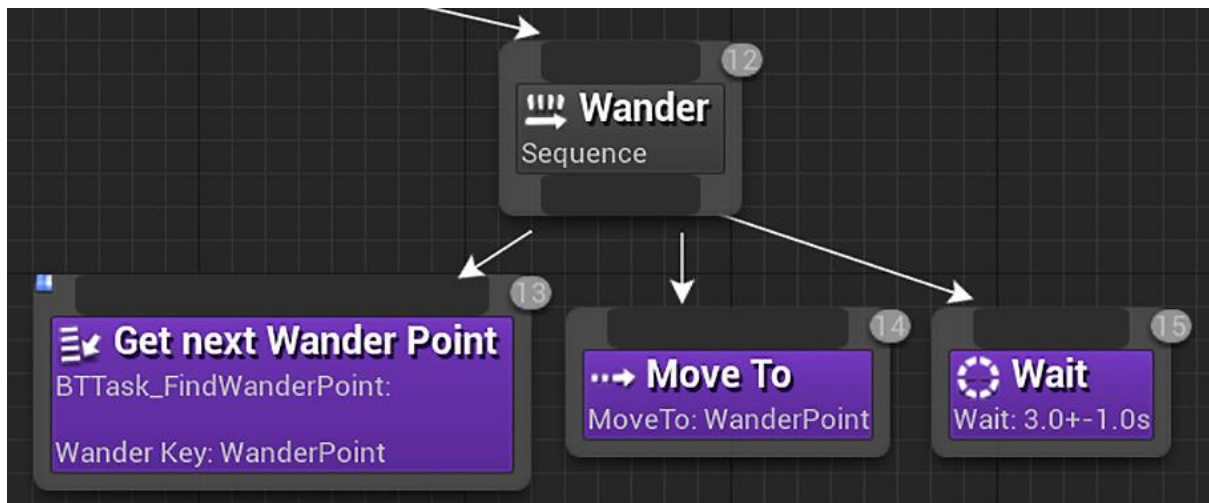 12
Wander
Sequence
13
Get next Wander Point
BTTask_FindWanderPoint:
Wander Key: WanderPoint
14
Move To
MoveTo: WanderPoint
15
Wait
Wait: 3.0+-1.0s